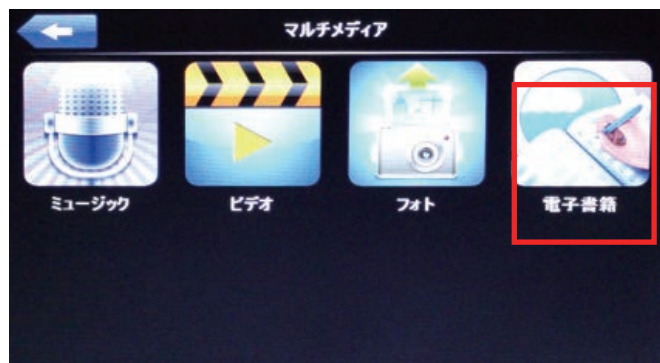 マルチメディア
ミュージック
ビデオ
フォト
電子書籍